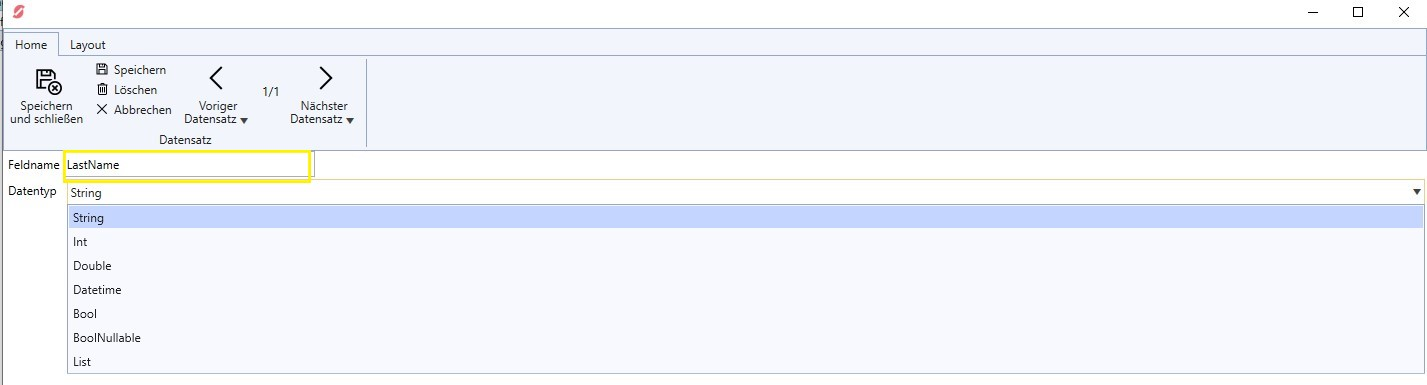 Home Layout
Speichern und schließen
Speichern
Löschen
Abbrechen
Voriger Datensatz
1/1
Nächster Datensatz
Datensatz
Feldname LastName
Datentyp String
String
Int
Double
Datetime
Bool
BoolNullable
List